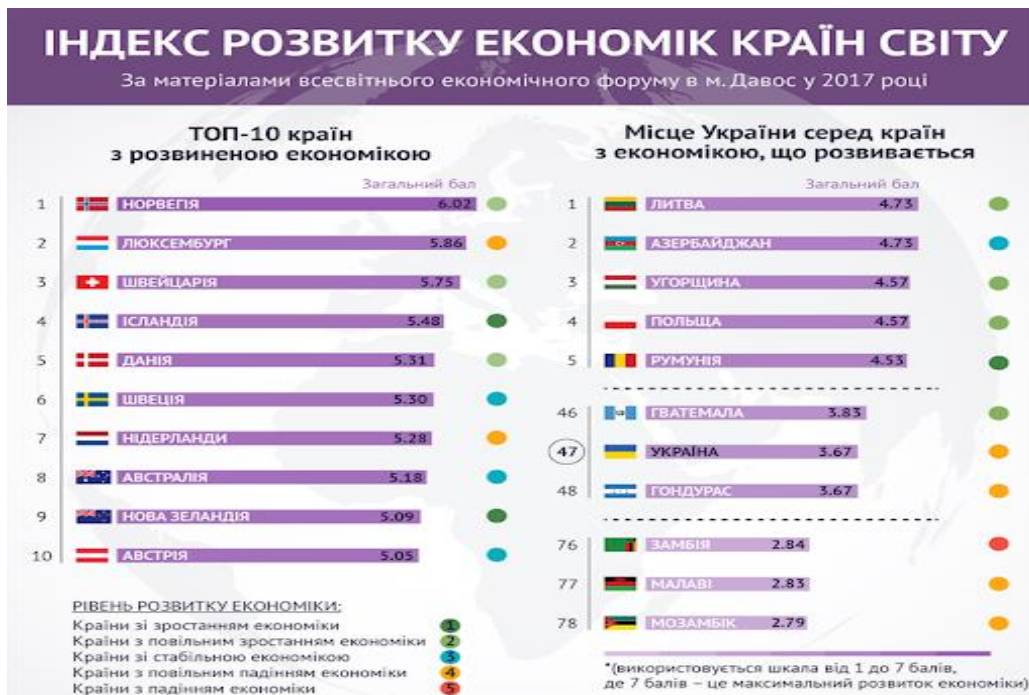 ІНДЕКС РОЗВИТКУ ЕКОНОМІК КРАЇН СВІТУ
За матеріалами всесвітнього економічного форуму в м. Давос у 2017 році
ТОП-10 країн
з розвиненою економікою
Загальний бал
1 НОРВЕГІЯ 6.02
2 ЛЮКСЕМБУРГ 5.86
3 ШВЕЙЦАРІЯ 5.75
4 ІСЛАНДІЯ 5.48
5 ДАНІЯ 5.31
6 ШВЕЦІЯ 5.30
7 НІДЕРЛАНДИ 5.28
8 АВСТРАЛІЯ 5.18
9 НОВА ЗЕЛАНДІЯ 5.09
10 АВСТРІЯ 5.05
РІВЕНЬ РОЗВИТКУ ЕКОНОМІКИ:
Країни зі зростанням економіки 1
Країни з повільним зростанням економіки 2
Країни зі стабільною економікою 3
Країни з повільним падінням економіки 4
Країни з падінням економіки 5
Місце України серед країн
з економікою, що розвивається
Загальний бал
1 ЛИТВА 4.73
2 АЗЕРБАЙДЖАН 4.73
3 УГОРЩИНА 4.57
4 ПОЛЬЩА 4.57
5 РУМУНІЯ 4.53
46 ГВАТЕМАЛА 3.83
47 УКРАЇНА 3.67
48 ГОНДУРАС 3.67
76 ЗАМБІЯ 2.84
77 МАЛАВІ 2.83
78 МОЗАМБІК 2.79
*(використовується шкала від 1 до 7 балів,
де 7 балів – це максимальний розвиток економіки)